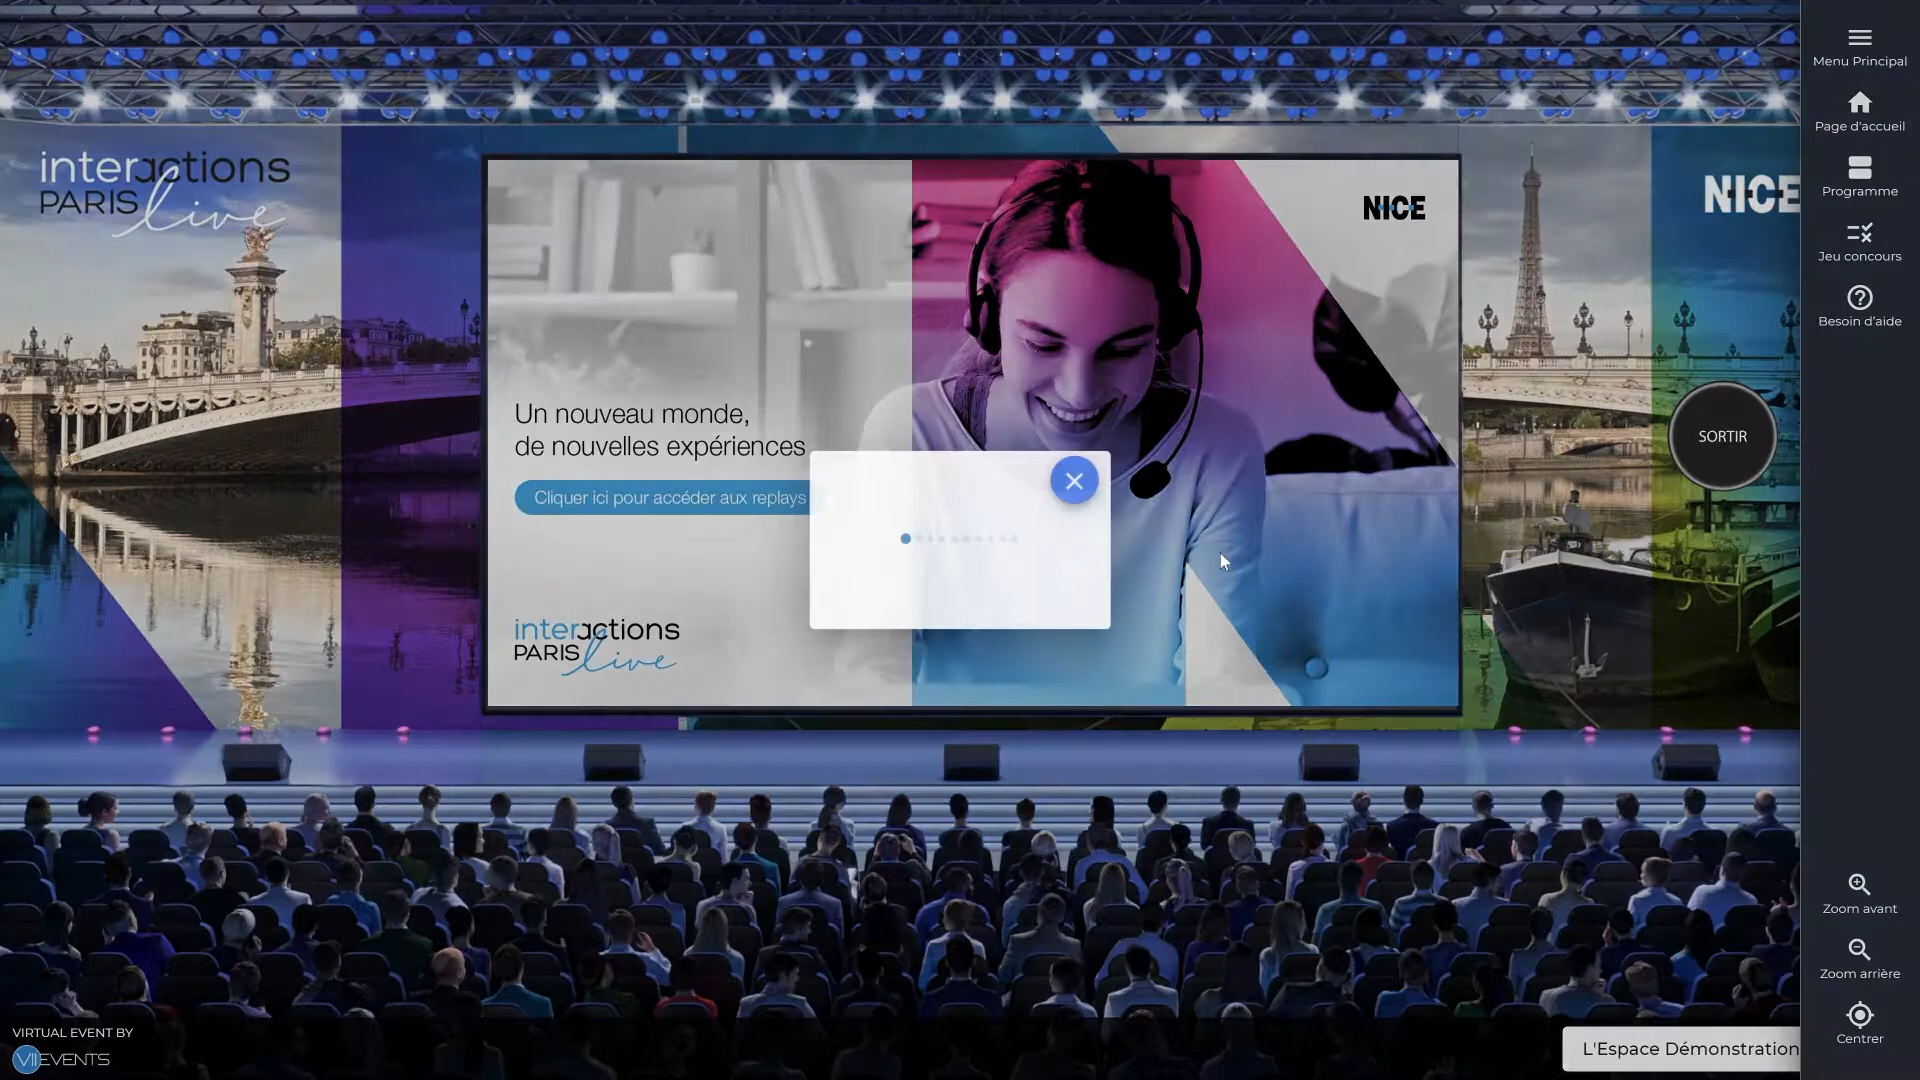 interactions
PARIS live
NICE
Un nouveau monde,
de nouvelles expériences
Cliquer ici pour accéder aux replays
interactions
PARIS live
NICE
SORTIR
Menu Principal
Page d'accueil
Programme
Jeu concours
Besoin d'aide
Zoom avant
Zoom arrière
Centrer
VIRTUAL EVENT BY
VIIEVENTS
L'Espace Démonstration